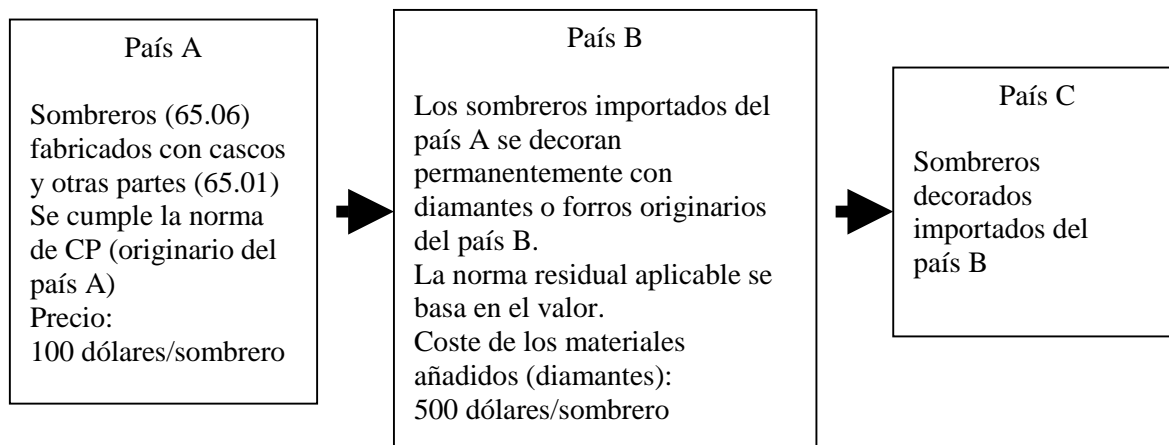 País A
Sombreros (65.06)
fabricados con cascos
y otras partes (65.01)
Se cumple la norma
de CP (originario del
país A)
Precio:
100 dólares/sombrero
País B
Los sombreros importados del
país A se decoran
permanentemente con
diamantes o forros originarios
del país B.
La norma residual aplicable se
basa en el valor.
Coste de los materiales
añadidos (diamantes):
500 dólares/sombrero
País C
Sombreros
decorados
importados del
país B